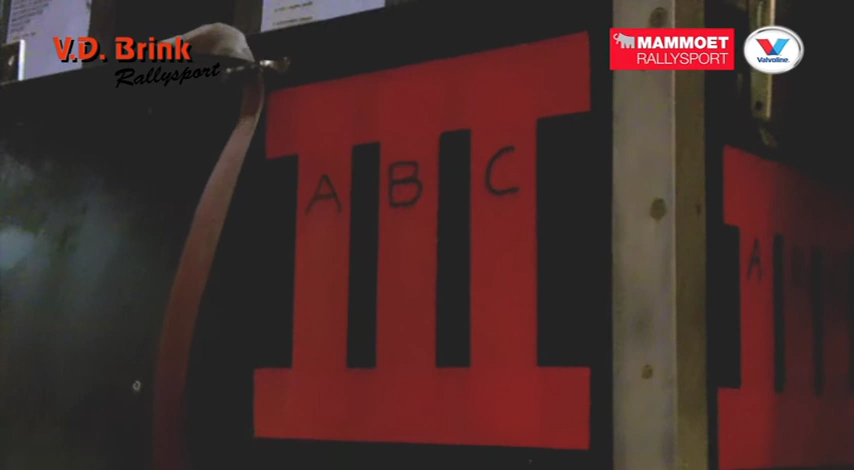 V.D. Brink
Rallysport
MAMMOET
RALLYSPORT
Valvoline
A B C
A